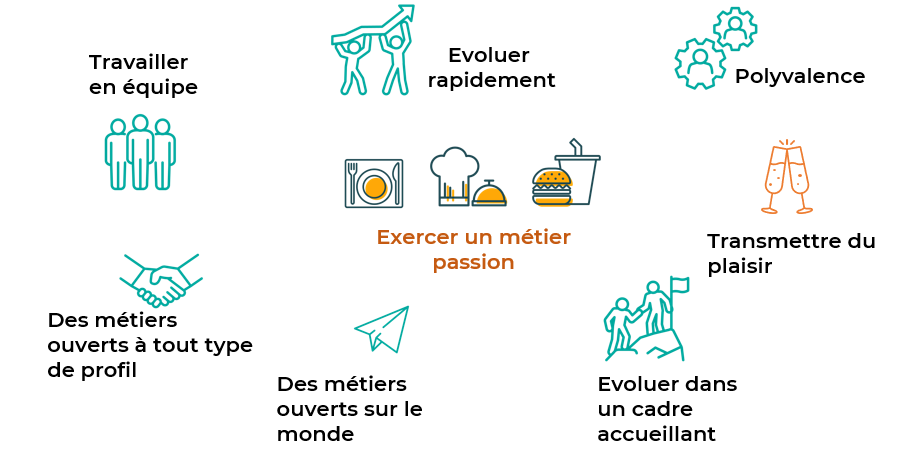 Travailler
en équipe
Evoluer
rapidement
Polyvalence
Exercer un métier
passion
Transmettre du
plaisir
Des métiers
ouverts à tout type
de profil
Des métiers
ouverts sur le
monde
Evoluer dans
un cadre
accueillant